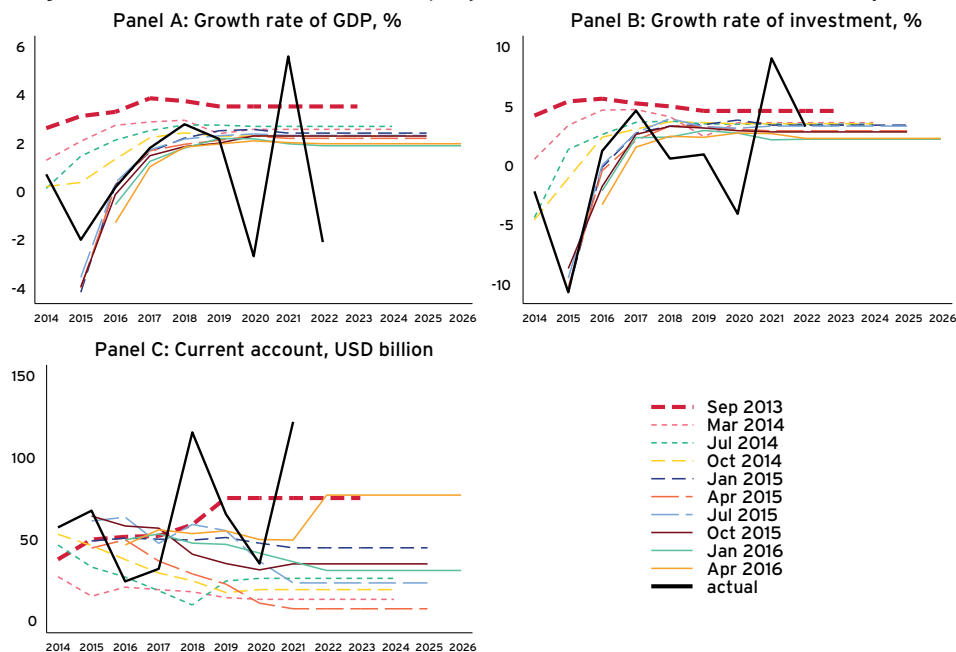 Panel A: Growth rate of GDP, %
6
4
2
0
-2
-4
2014 2015 2016 2017 2018 2019 2020 2021 2022 2023 2024 2025 2026
Panel B: Growth rate of investment, %
10
5
0
-5
-10
2014 2015 2016 2017 2018 2019 2020 2021 2022 2023 2024 2025 2026
Panel C: Current account, USD billion
150
100
50
0
2014 2015 2016 2017 2018 2019 2020 2021 2022 2023 2024 2025 2026
Sep 2013
Mar 2014
Jul 2014
Oct 2014
Jan 2015
Apr 2015
Jul 2015
Oct 2015
Jan 2016
Apr 2016
actual